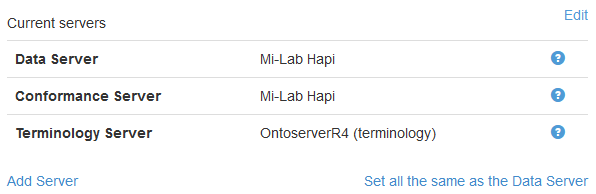 Current servers Edit
Data Server Mi-Lab Hapi ?
Conformance Server Mi-Lab Hapi ?
Terminology Server OntoserverR4 (terminology) ?
Add Server Set all the same as the Data Server